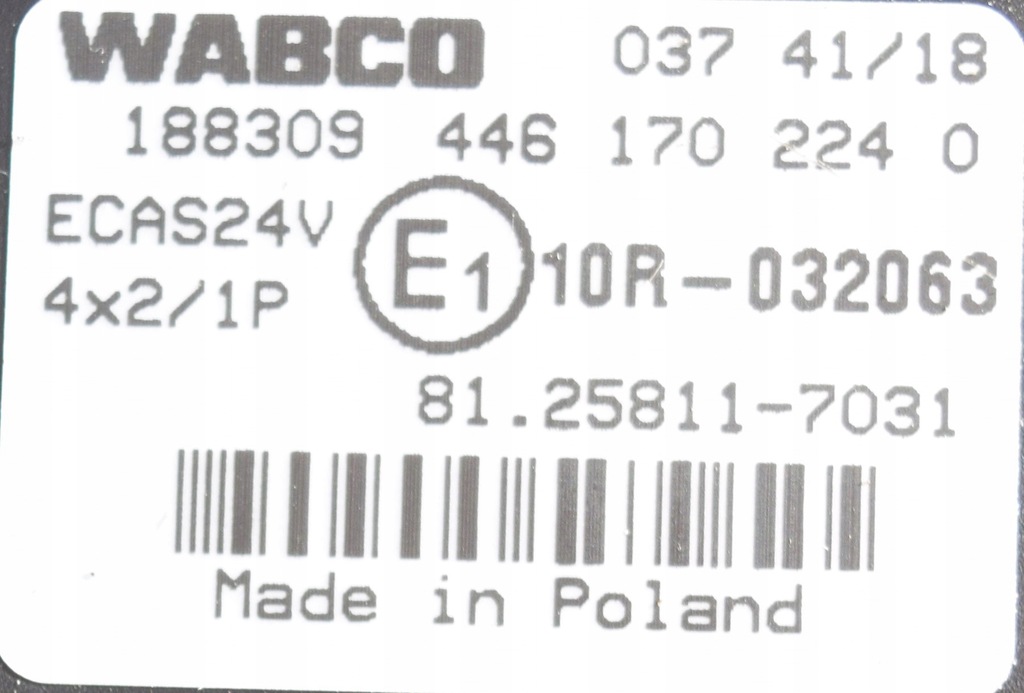 WABCO 037 41/18
188309 446 170 224 0
ECAS24V
4x2/1P
E1 10R-032063
81.25811-7031
Made in Poland